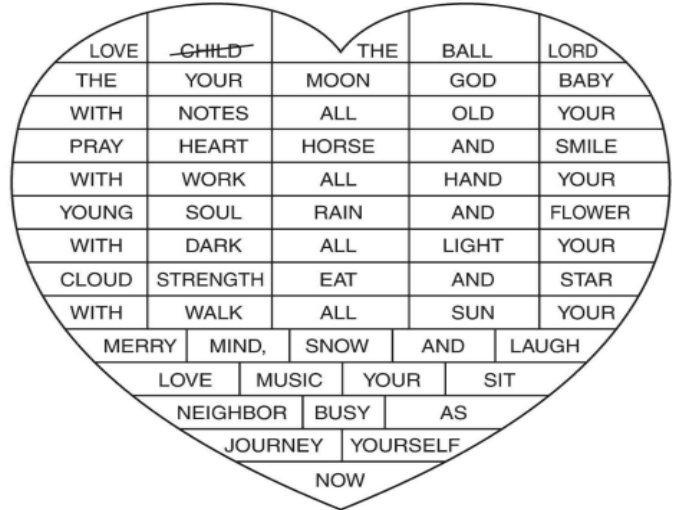 LOVE CHILD THE BALL LORD
THE YOUR MOON GOD BABY
WITH NOTES ALL OLD YOUR
PRAY HEART HORSE AND SMILE
WITH WORK ALL HAND YOUR
YOUNG SOUL RAIN AND FLOWER
WITH DARK ALL LIGHT YOUR
CLOUD STRENGTH EAT AND STAR
WITH WALK ALL SUN YOUR
MERRY MIND, SNOW AND LAUGH
LOVE MUSIC YOUR SIT
NEIGHBOR BUSY AS
JOURNEY YOURSELF
NOW